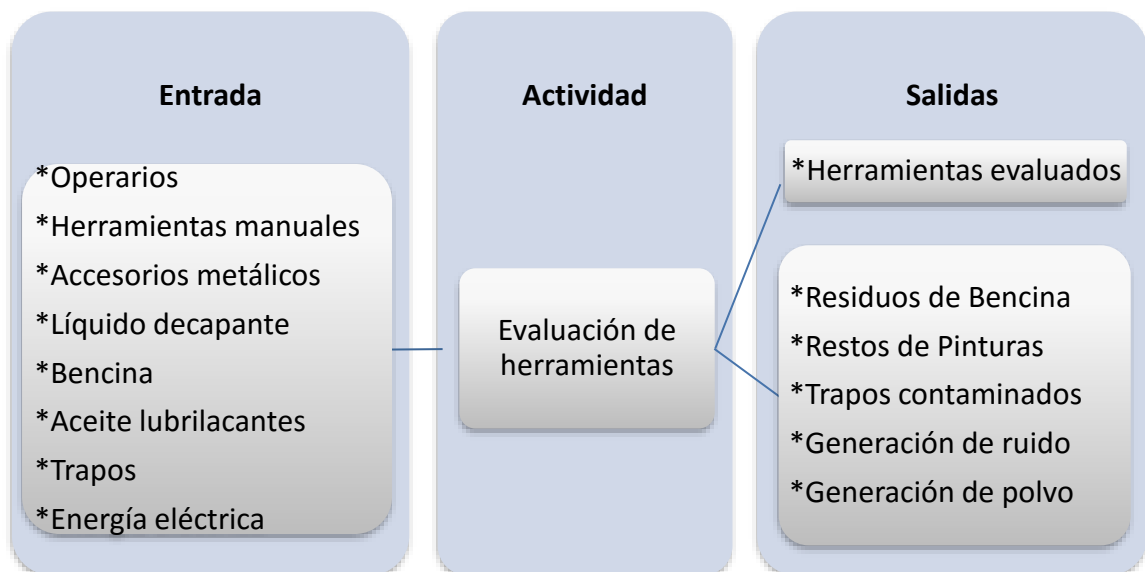 Entrada
*Operarios
*Herramientas manuales
*Accesorios metálicos
*Líquido decapante
*Bencina
*Aceite lubrilacantes
*Trapos
*Energía eléctrica
Actividad
Evaluación de
herramientas
Salidas
*Herramientas evaluados
*Residuos de Bencina
*Restos de Pinturas
*Trapos contaminados
*Generación de ruido
*Generación de polvo